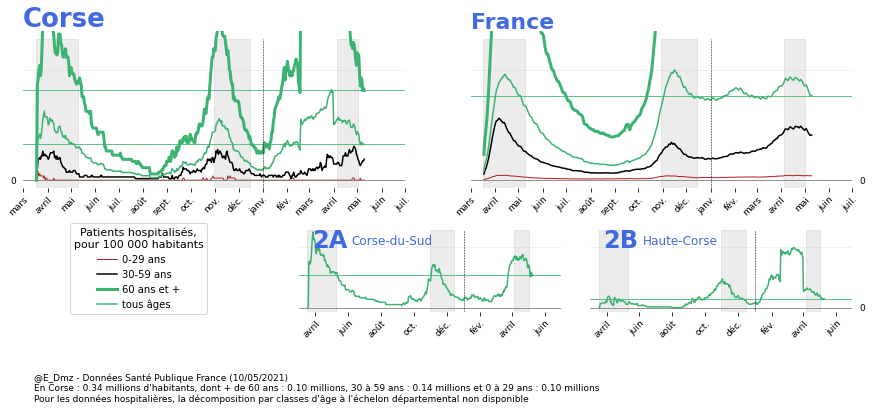 Corse
France
0
mars avril mai juin juil. août sept. oct. nov. déc. janv. fév. mars avril mai juin juil.
mars avril mai juin juil. août sept. oct. nov. déc. janv. fév. mars avril mai juin juil.
0
Patients hospitalisés,
pour 100 000 habitants
0-29 ans
30-59 ans
60 ans et +
tous âges
2A Corse-du-Sud
avril juin août oct. déc. fév. avril juin
2B Haute-Corse
0
avril juin août oct. déc. fév. avril juin
@E_Dmz - Données Santé Publique France (10/05/2021)
En Corse : 0.34 millions d'habitants, dont + de 60 ans : 0.10 millions, 30 à 59 ans : 0.14 millions et 0 à 29 ans : 0.10 millions
Pour les données hospitalières, la décomposition par classes d'âge à l'échelon départemental non disponible